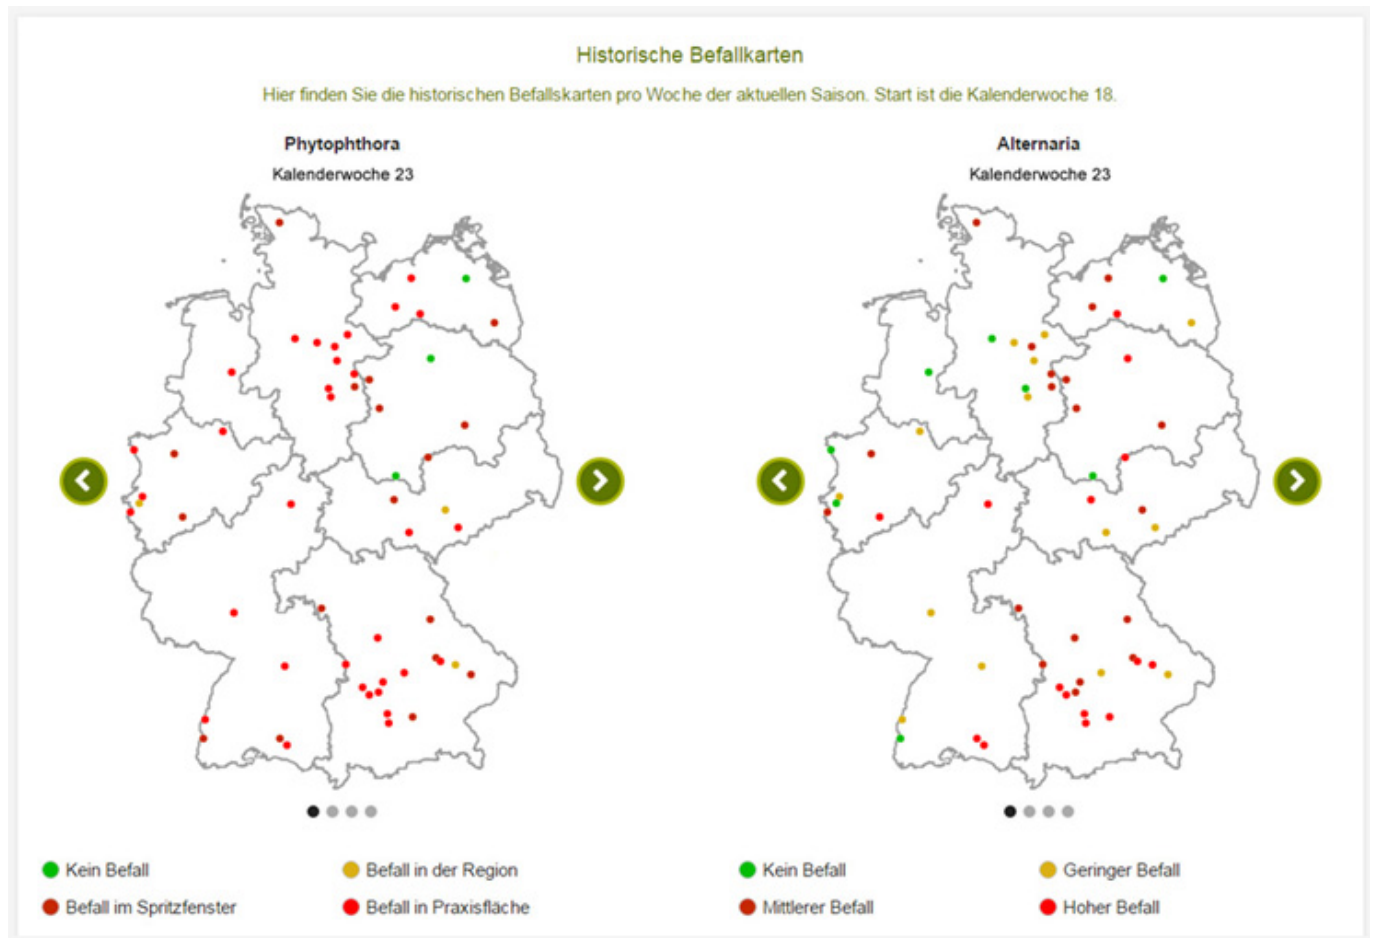 Historische Befallkarten
Hier finden Sie die historischen Befallskarten pro Woche der aktuellen Saison. Start ist die Kalenderwoche 18.
Phytophthora
Kalenderwoche 23
Alternaria
Kalenderwoche 23
Kein Befall
Befall in der Region
Befall im Spritzfenster
Befall in Praxisfläche
Kein Befall
Geringer Befall
Mittlerer Befall
Hoher Befall